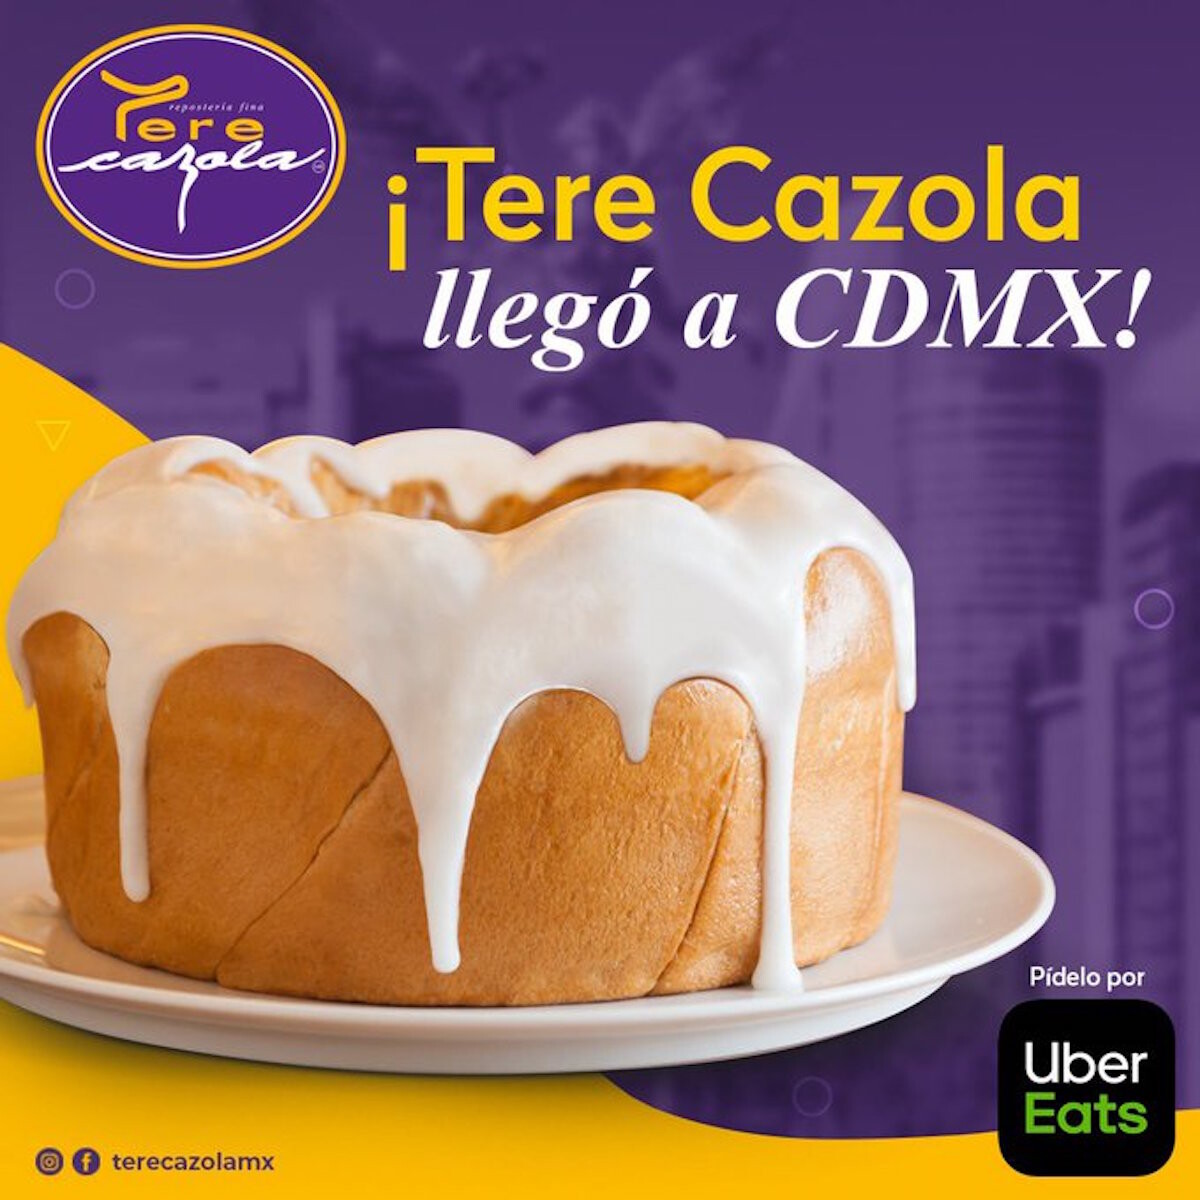 repostería fina
Tere
cazola
¡Tere Cazola
llegó a CDMX!
Pídelo por
Uber
Eats
terecazolamx